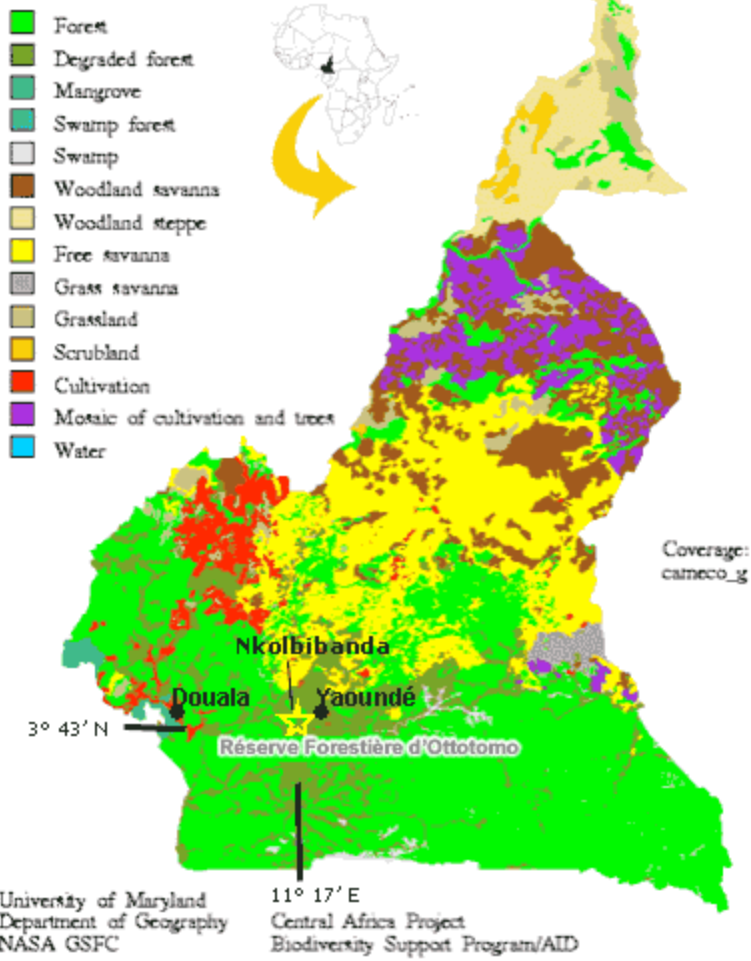 Forest
Degraded forest
Mangrove
Swamp forest
Swamp
Woodland savanna
Woodland steppe
Free savanna
Grass savanna
Grassland
Scrubland
Cultivation
Mosaic of cultivation and trees
Water
Coverage:
cameco_g
Nkolbibanda
Douala
Yaoundé
3° 43' N
Réserve Forestière d'Ottotomo
11° 17' E
University of Maryland
Department of Geography
NASA GSFC
Central Africa Project
Biodiversity Support Program/AID